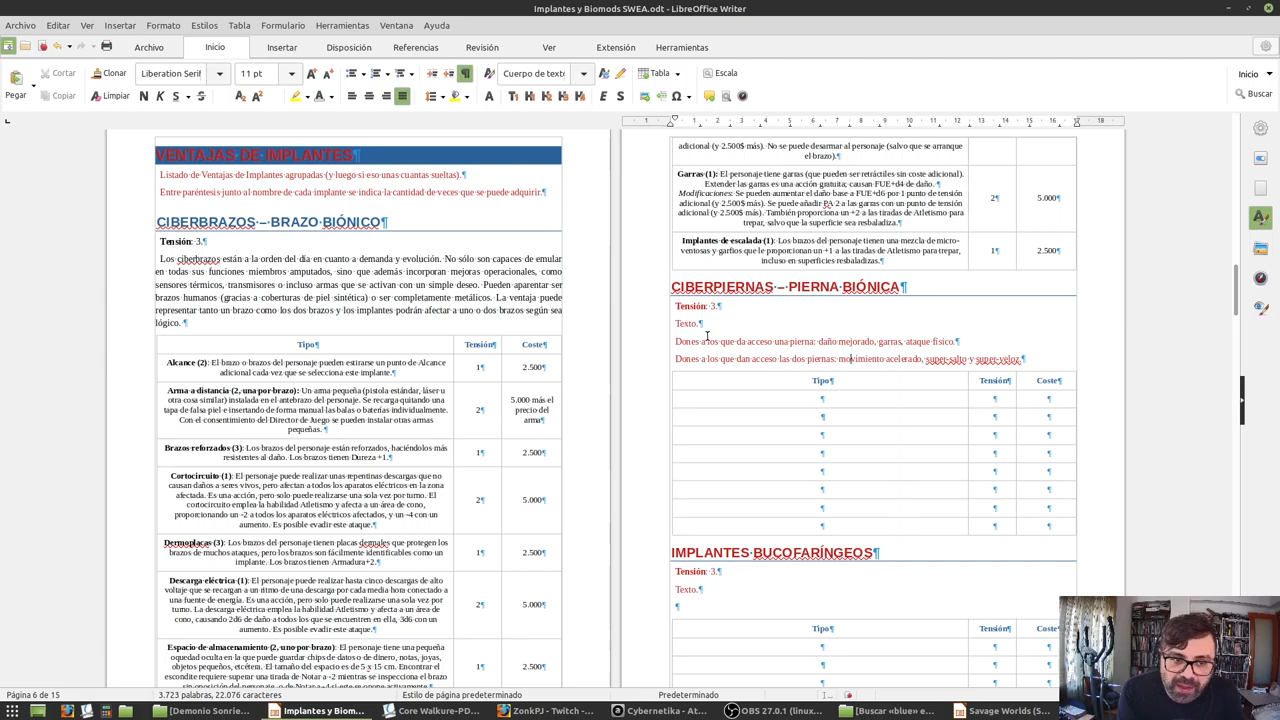 Implantes y Biomods SWEA.odt - LibreOffice Writer
Archivo Editar Ver Insertar Formato Estilos Tabla Formulario Herramientas Ventana Ayuda
Archivo Inicio Insertar Disposición Referencias Revisión Ver Extensión Herramientas
Pegar Cortar Clonar Liberation Serif 11 pt Cuerpo de texto Tabla Escala Inicio
Copiar Limpiar Buscar
VENTAJAS DE IMPLANTES¶
Listado de Ventajas de Implantes agrupadas (y luego si eso unas cuantas sueltas).¶
Entre paréntesis junto al nombre de cada implante se indica la cantidad de veces que se puede adquirir.¶
CIBERBRAZOS – BRAZO BIÓNICO¶
Tensión: 3.¶
Los ciberbrazos están a la orden del día en cuanto a demanda y evolución. No sólo son capaces de emular
en todas sus funciones miembros amputados, sino que además incorporan mejoras operacionales, como
sensores térmicos, transmisores o incluso armas que se activan con un simple deseo. Pueden aparentar ser
brazos humanos (gracias a coberturas de piel sintética) o ser completamente metálicos. La ventaja puede
representar tanto un brazo como los dos brazos y los implantes podrán afectar a uno o dos brazos según sea
lógico. ¶
Tipo¶ Tensión¶ Coste¶
Alcance (2): El brazo o brazos del personaje pueden estirarse un punto de Alcance
adicional cada vez que se selecciona este implante.¶
1¶ 2.500¶
Arma a distancia (2, una por brazo): Un arma pequeña (pistola estándar, láser u
otra cosa similar) instalada en el antebrazo del personaje. Se recarga quitando una
tapa de falsa piel e insertando de forma manual las balas o baterías individualmente.
Con el consentimiento del Director de Juego se pueden instalar otras armas
pequeñas. ¶
2¶ 5.000 más el
precio del
arma¶
Brazos reforzados (3): Los brazos del personaje están reforzados, haciéndolos más
resistentes al daño. Los brazos tienen Dureza +1.¶
1¶ 2.500¶
Cortocircuito (1): El personaje puede realizar unas repentinas descargas que no
causan daños a seres vivos, pero afectan a todos los aparatos eléctricos en la zona
afectada. Es una acción, pero solo puede realizarse una sola vez por turno. El
cortocircuito emplea la habilidad Atletismo y afecta a un área de cono,
proporcionando un -2 a todos los aparatos eléctricos afectados, y un -4 con un
aumento. Es posible evadir este ataque.¶
2¶ 5.000¶
Dermoplacas (3): Los brazos del personaje tienen placas dermales que protegen los
brazos de muchos ataques, pero los brazos son fácilmente identificables como un
implante. Los brazos tienen Armadura+2.¶
1¶ 2.500¶
Descarga eléctrica (1): El personaje puede realizar hasta cinco descargas de alto
voltaje que se recargan a un ritmo de una descarga por cada media hora conectado a
una fuente de energía. Es una acción, pero solo puede realizarse una sola vez por
turno. La descarga eléctrica emplea la habilidad Atletismo y afecta a un área de
cono, causando 2d6 de daño a todos los que se encuentren en ella, 3d6 con un
aumento. Es posible evadir este ataque.¶
2¶ 5.000¶
Espacio de almacenamiento (2, uno por brazo): El personaje tiene una pequeña
oquedad oculta en la que puede guardar chips de datos o de dinero, notas, joyas,
objetos pequeños, etcétera. El tamaño del espacio es de 5 x 15 cm. Encontrar el
escondite requiere superar una tirada de Notar a -2 mientras se inspecciona el brazo
1¶ 2.500¶
adicional (y 2.500$ más). No se puede desarmar al personaje (salvo que se arranque
el brazo).¶
Garras (1): El personaje tiene garras (que pueden ser retráctiles sin coste adicional).
Extender las garras es una acción gratuita; causan FUE+d4 de daño. ¶
Modificaciones: Se pueden aumentar el daño base a FUE+d6 por 1 punto de tensión
adicional (y 2.500$ más). Se puede añadir PA 2 a las garras con un punto de tensión
adicional (y 2.500$ más). También proporciona un +2 a las tiradas de Atletismo para
trepar, salvo que la superficie sea resbaladiza.¶
2¶ 5.000¶
Implantes de escalada (1): Los brazos del personaje tienen una mezcla de micro-
ventosas y garfios que le proporcionan un +1 a las tiradas de Atletismo para trepar,
incluso en superficies resbaladizas.¶
1¶ 2.500¶
CIBERPIERNAS – PIERNA BIÓNICA¶
Tensión: 3.¶
Texto.¶
Dones a los que da acceso una pierna: daño mejorado, garras, ataque físico.¶
Dones a los que dan acceso las dos piernas: movimiento acelerado, super-salto y super-veloz.¶
Tipo¶ Tensión¶ Coste¶
IMPLANTES BUCOFARÍNGEOS¶
Tensión: 3.¶
Texto.¶
¶
Tipo¶ Tensión¶ Coste¶
Página 6 de 15 3.723 palabras, 22.076 caracteres Estilo de página predeterminado Predeterminado
[Demonio Sonrie... Implantes y Biom... Core Walkure-PD... ZonkPJ - Twitch -... Cybernetika - At... OBS 27.0.1 (linux)... [Buscar «blue» e... Savage Worlds (S...